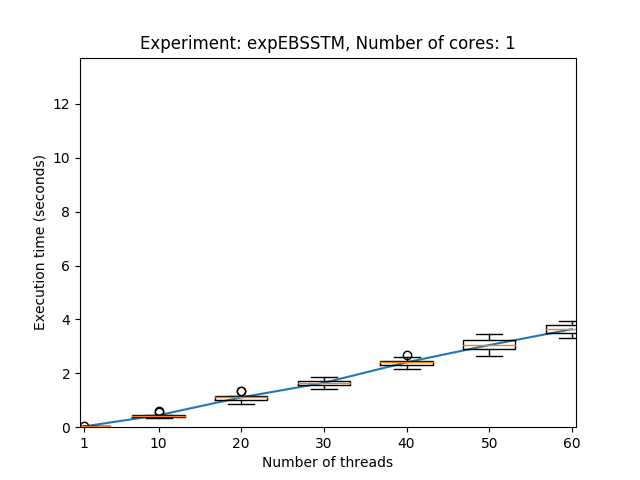 Experiment: expEBSSTM, Number of cores: 1
Execution time (seconds)
12
10
8
6
4
2
0
1 10 20 30 40 50 60
Number of threads